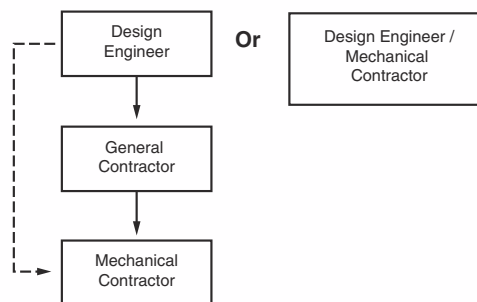 Design
Engineer
Or
Design Engineer /
Mechanical
Contractor
General
Contractor
Mechanical
Contractor